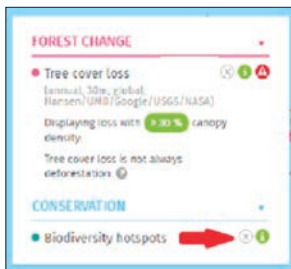 FOREST CHANGE
Tree cover loss
(annual, 30m, global,
Hansen/UMD/Google/USGS/NASA)
Displaying loss with > 30 % canopy
density.
Tree cover loss is not always
deforestation.
CONSERVATION
Biodiversity hotspots